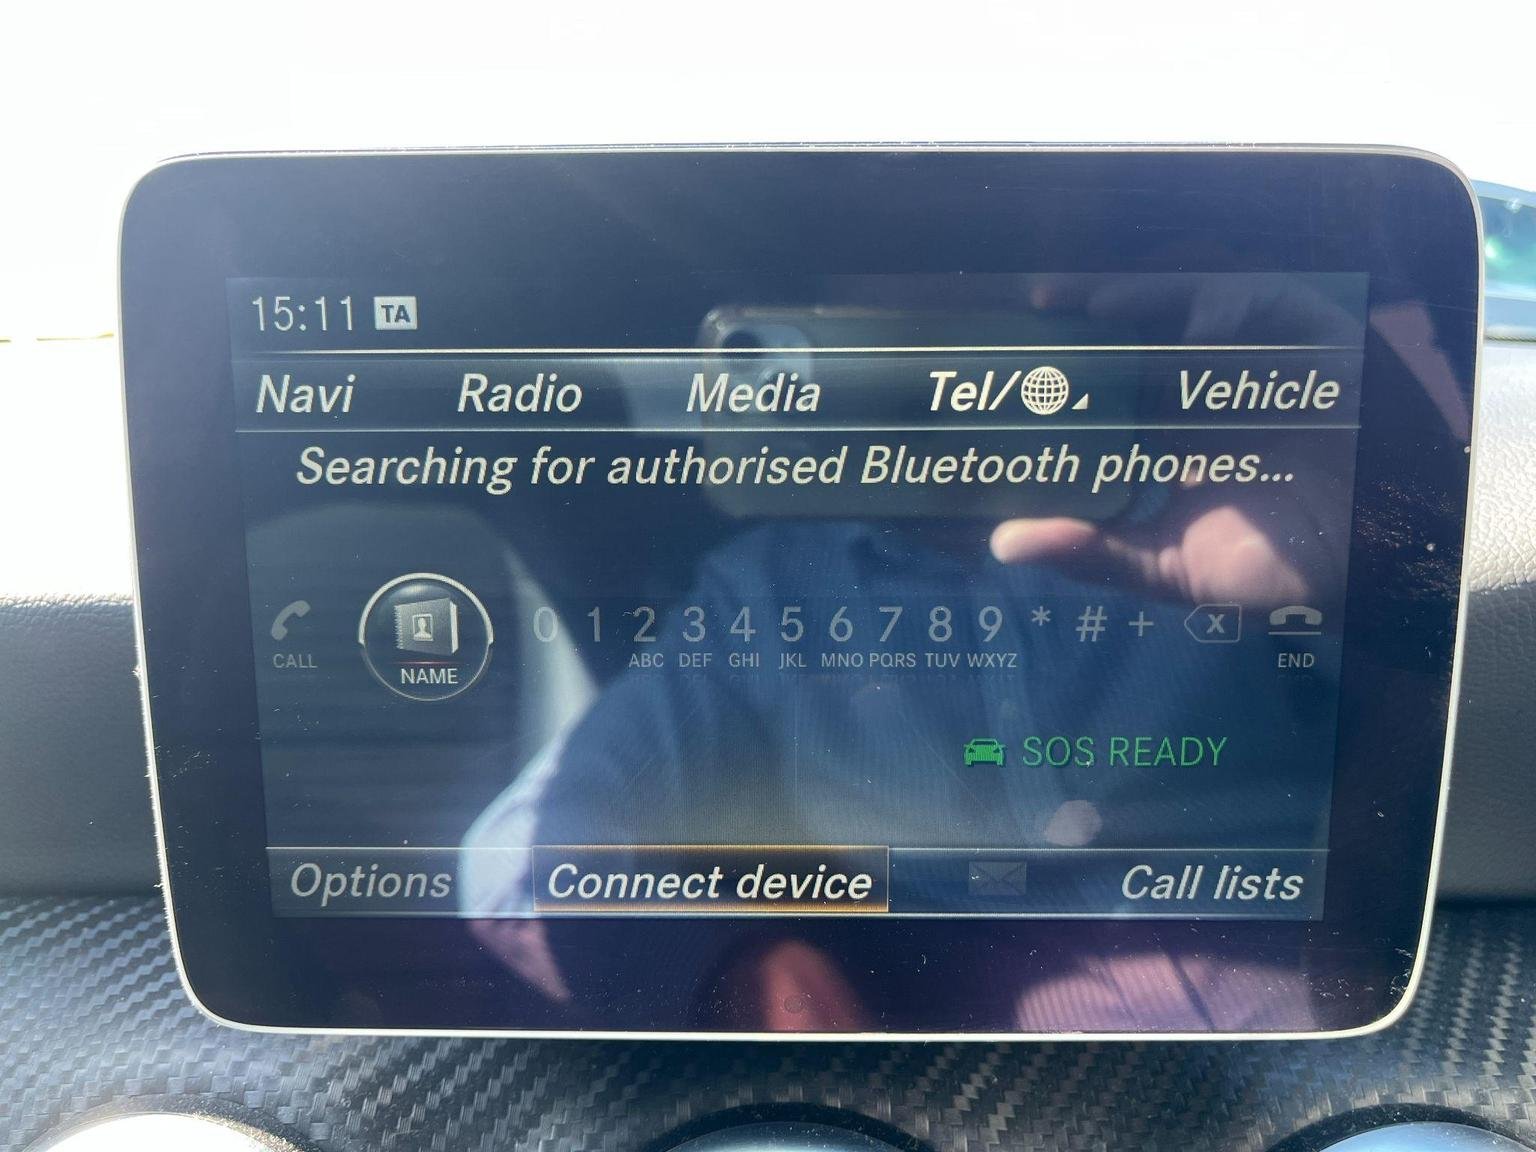 15:11 TA
Navi Radio Media Tel/ Vehicle
Searching for authorised Bluetooth phones...
0 1 2 3 4 5 6 7 8 9 * # + X
CALL NAME ABC DEF GHI JKL MNO PQRS TUV WXYZ END
SOS READY
Options Connect device Call lists